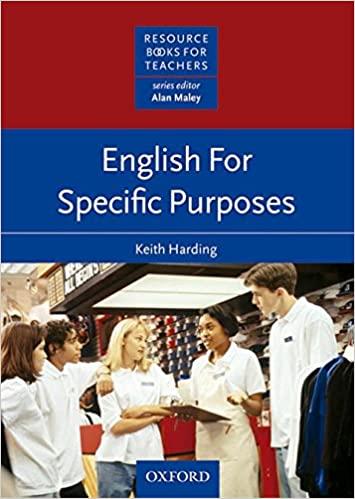 RESOURCE
BOOKS FOR
TEACHERS
series editor
Alan Maley
English For
Specific Purposes
Keith Harding
OXFORD